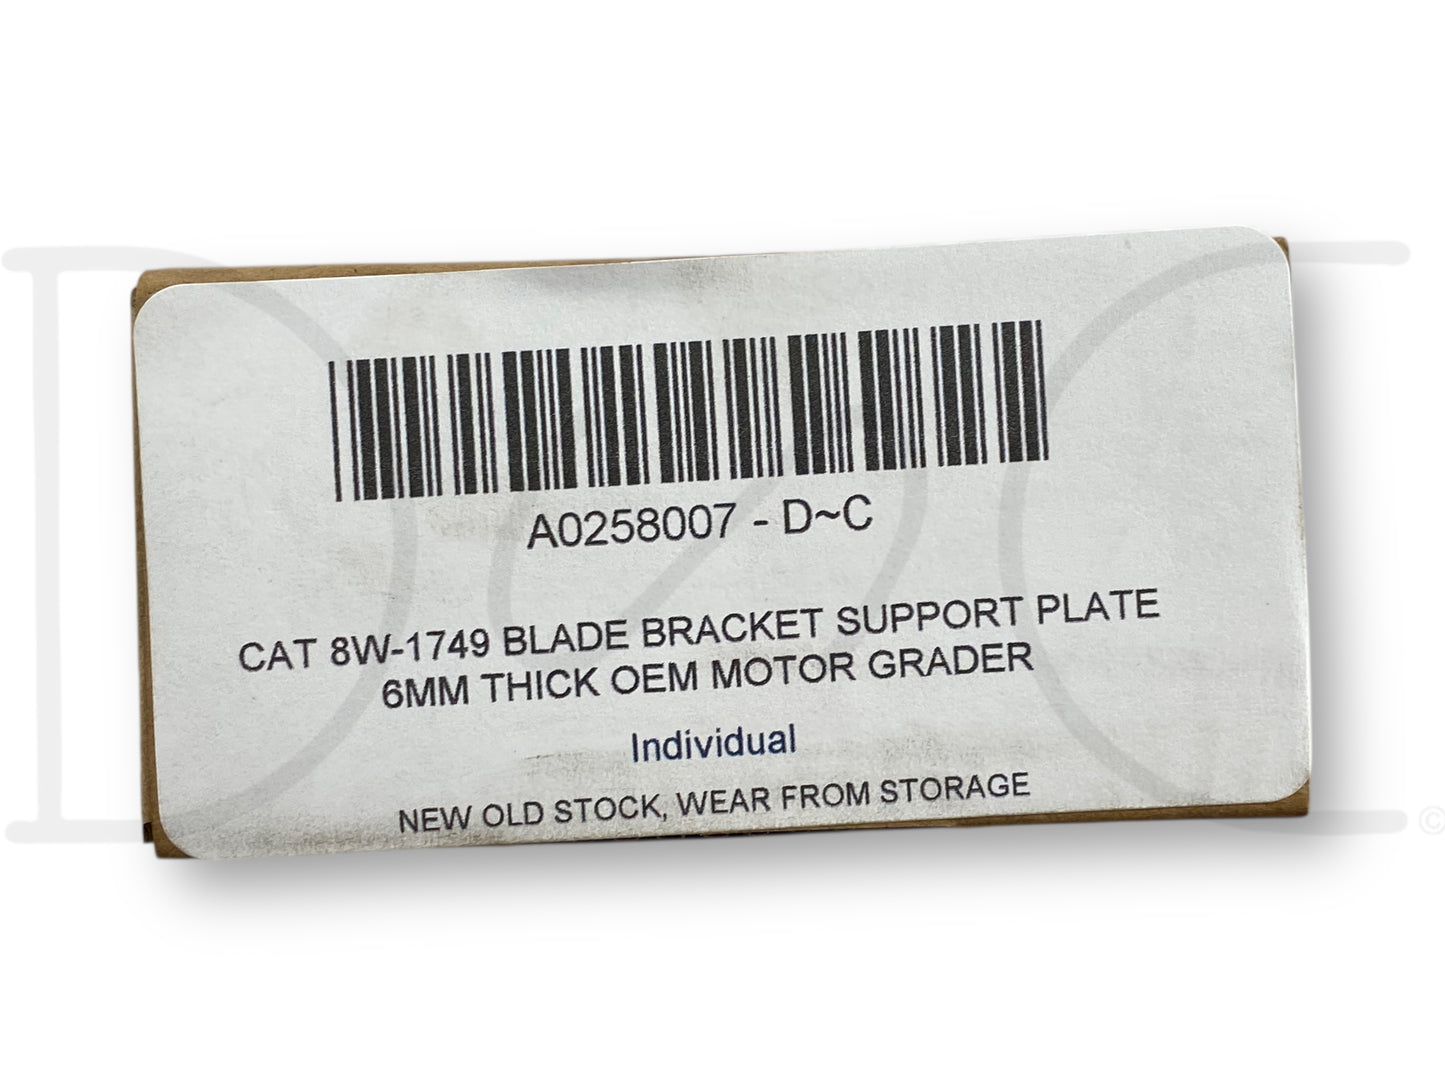 A0258007 - D~C
CAT 8W-1749 BLADE BRACKET SUPPORT PLATE
6MM THICK OEM MOTOR GRADER
Individual
NEW OLD STOCK, WEAR FROM STORAGE
D~C ©